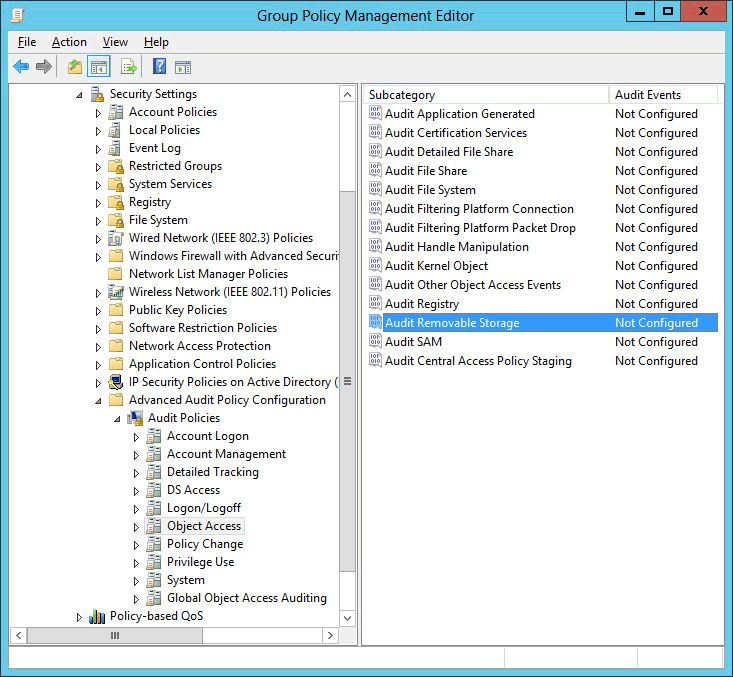 Group Policy Management Editor
File Action View Help
Security Settings
Account Policies
Local Policies
Event Log
Restricted Groups
System Services
Registry
File System
Wired Network (IEEE 802.3) Policies
Windows Firewall with Advanced Securi
Network List Manager Policies
Wireless Network (IEEE 802.11) Policies
Public Key Policies
Software Restriction Policies
Network Access Protection
Application Control Policies
IP Security Policies on Active Directory (
Advanced Audit Policy Configuration
Audit Policies
Account Logon
Account Management
Detailed Tracking
DS Access
Logon/Logoff
Object Access
Policy Change
Privilege Use
System
Global Object Access Auditing
Policy-based QoS
Subcategory Audit Events
Audit Application Generated Not Configured
Audit Certification Services Not Configured
Audit Detailed File Share Not Configured
Audit File Share Not Configured
Audit File System Not Configured
Audit Filtering Platform Connection Not Configured
Audit Filtering Platform Packet Drop Not Configured
Audit Handle Manipulation Not Configured
Audit Kernel Object Not Configured
Audit Other Object Access Events Not Configured
Audit Registry Not Configured
Audit Removable Storage Not Configured
Audit SAM Not Configured
Audit Central Access Policy Staging Not Configured